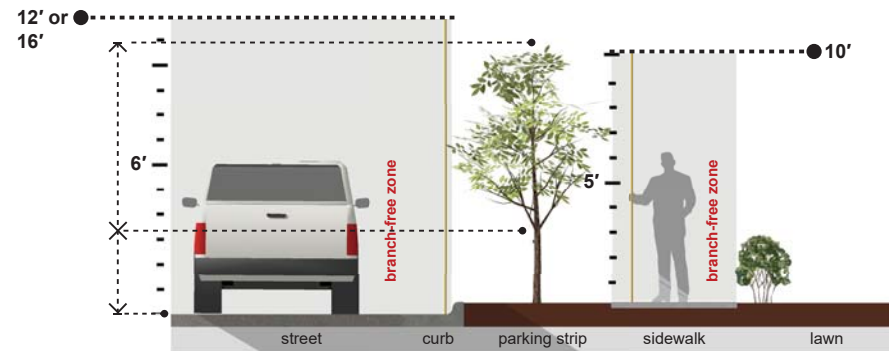 12′ or
16′
10′
6′
5′
branch-free zone
branch-free zone
street
curb
parking strip
sidewalk
lawn